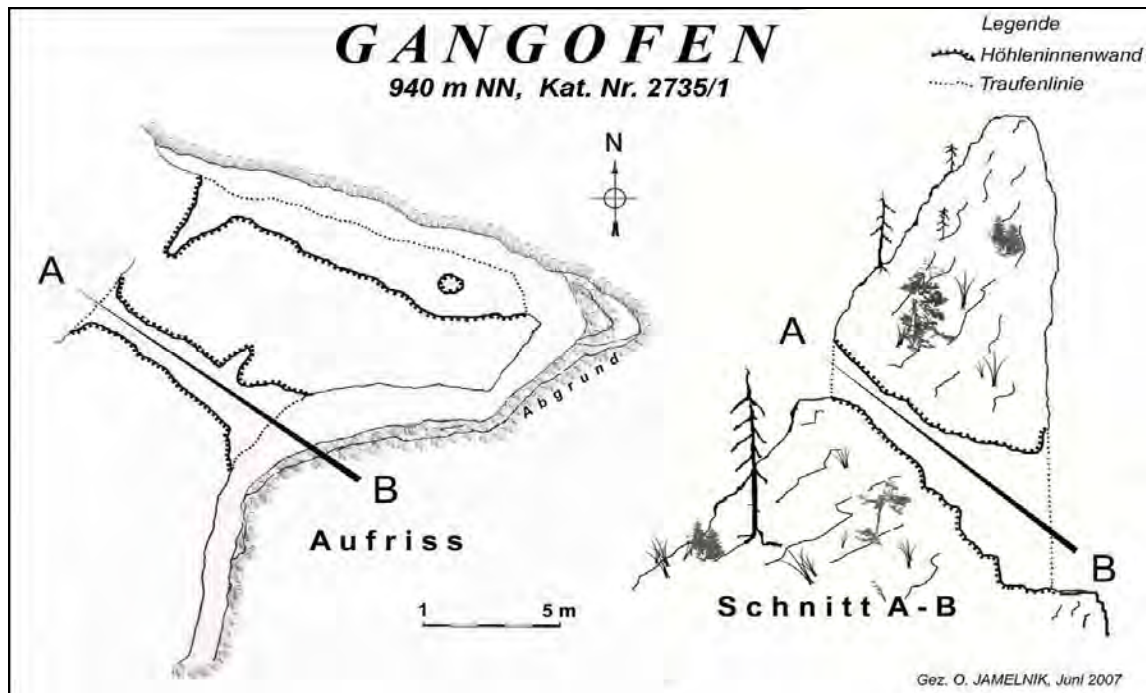 GANGOFEN
940 m NN, Kat. Nr. 2735/1
Legende
Höhleninnenwand
Traufenlinie
N
A
B
Abgrund
Aufriss
1 5 m
A
B
Schnitt A-B
Gez. O. JAMELNIK, Juni 2007